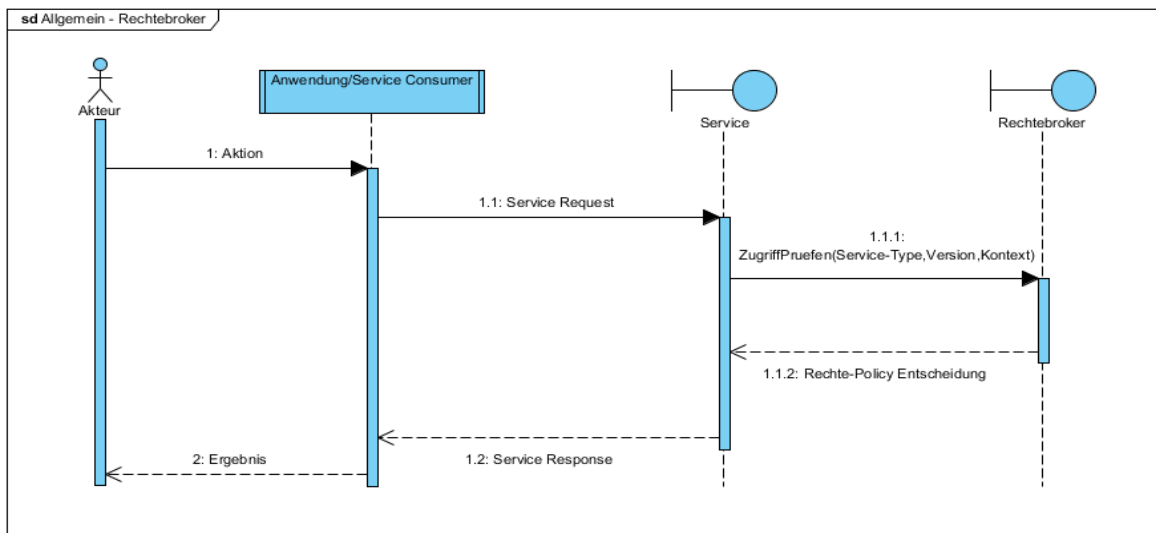 sd Allgemein - Rechtebroker
Akteur
Anwendung/Service Consumer
Service
Rechtebroker
1: Aktion
1.1: Service Request
1.1.1:
ZugriffPruefen(Service-Type,Version,Kontext)
1.1.2: Rechte-Policy Entscheidung
1.2: Service Response
2: Ergebnis